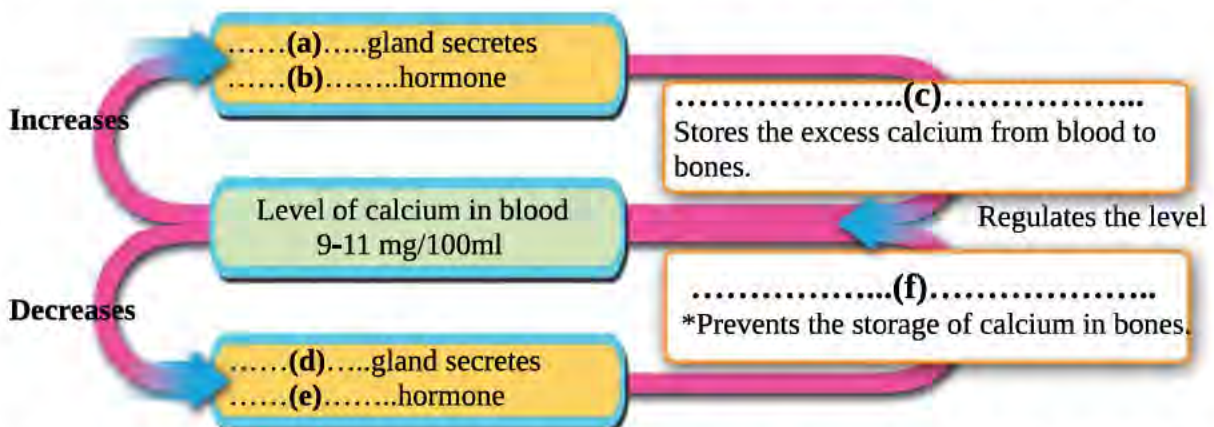 ……(a)…..gland secretes
……(b)……..hormone
Increases
…………………..(c)………………...
Stores the excess calcium from blood to
bones.
Level of calcium in blood
9-11 mg/100ml
Regulates the level
………………...(f)…………………..
*Prevents the storage of calcium in bones.
Decreases
……(d)…..gland secretes
……(e)……..hormone